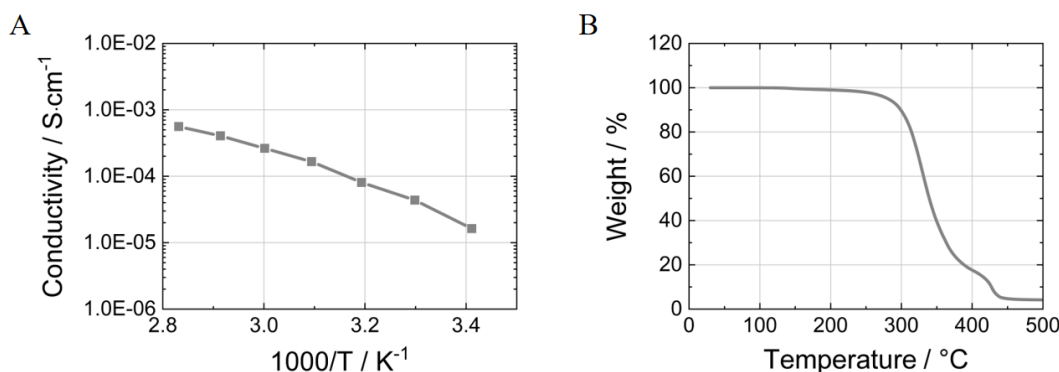 A
1.0E-02
1.0E-03
1.0E-04
1.0E-05
1.0E-06
Conductivity / S·cm⁻¹
2.8 3.0 3.2 3.4
1000/T / K⁻¹
B
120
100
80
60
40
20
0
Weight / %
0 100 200 300 400 500
Temperature / °C